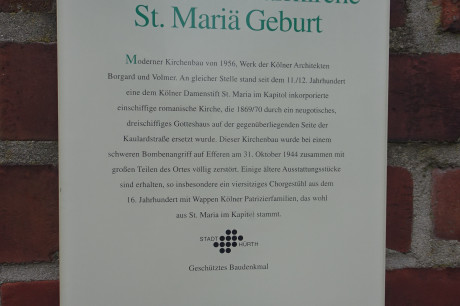 St. Mariä Geburt
Moderner Kirchenbau von 1956, Werk der Kölner Architekten
Borgard und Volmer. An gleicher Stelle stand seit dem 11./12. Jahrhundert
eine dem Kölner Damenstift St. Maria im Kapitol inkorporierte
einschiffige romanische Kirche, die 1869/70 durch ein neugotisches,
dreischiffiges Gotteshaus auf der gegenüberliegenden Seite der
Kaulardstraße ersetzt wurde. Dieser Kirchenbau wurde bei einem
schweren Bombenangriff auf Efferen am 31. Oktober 1944 zusammen mit
großen Teilen des Ortes völlig zerstört. Einige ältere Ausstattungsstücke
sind erhalten, so insbesondere ein viersitziges Chorgestühl aus dem
16. Jahrhundert mit Wappen Kölner Patrizierfamilien, das wohl
aus St. Maria im Kapitol stammt.
STADT HÜRTH
Geschütztes Baudenkmal